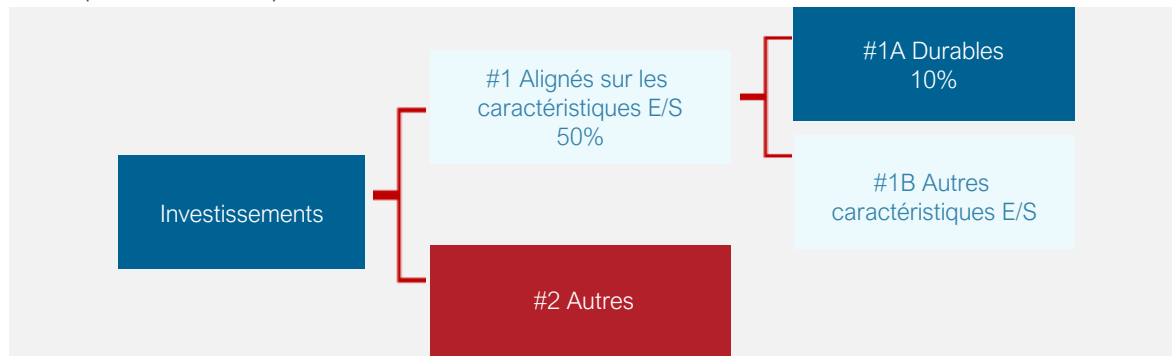 #1A Durables
10%
#1 Alignés sur les
caractéristiques E/S
50%
#1B Autres
caractéristiques E/S
Investissements
#2 Autres